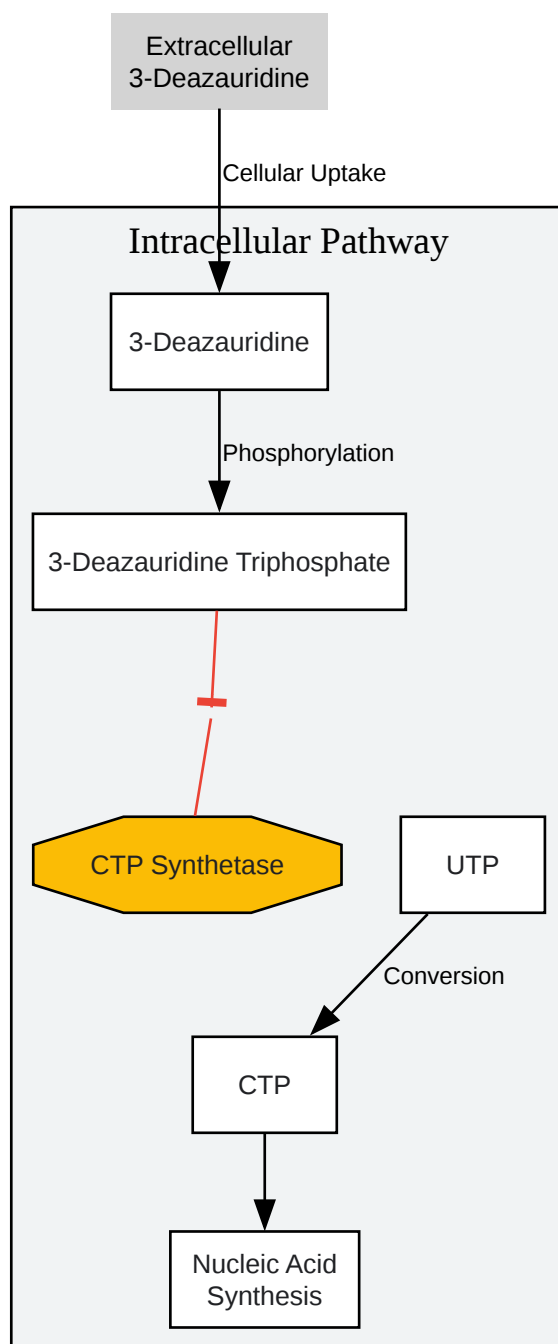 Extracellular
3-Deazauridine
Cellular Uptake
Intracellular Pathway
3-Deazauridine
Phosphorylation
3-Deazauridine Triphosphate
CTP Synthetase
UTP
Conversion
CTP
Nucleic Acid
Synthesis